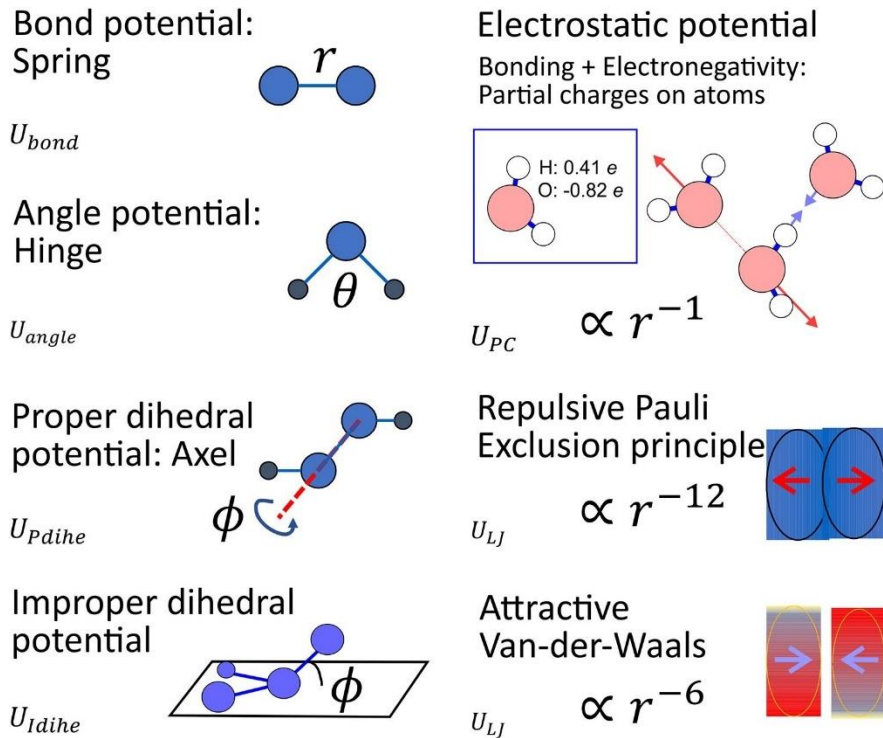 Bond potential:
Spring
r
U_bond
Angle potential:
Hinge
θ
U_angle
Proper dihedral
potential: Axel
ϕ
U_Pdihe
Improper dihedral
potential
ϕ
U_Idihe
Electrostatic potential
Bonding + Electronegativity:
Partial charges on atoms
H: 0.41 e
O: -0.82 e
U_PC ∝ r^−1
Repulsive Pauli
Exclusion principle
U_LJ ∝ r^−12
Attractive
Van-der-Waals
U_LJ ∝ r^−6